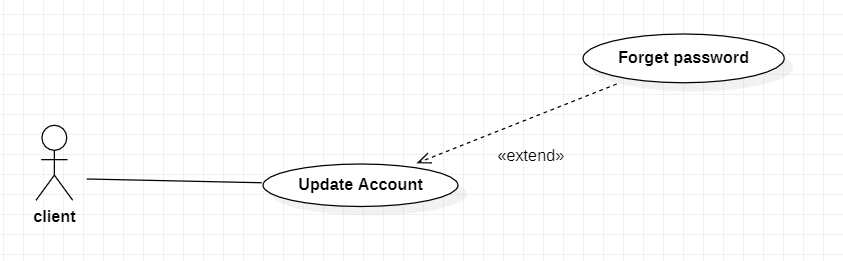 Forget password
«extend»
Update Account
client